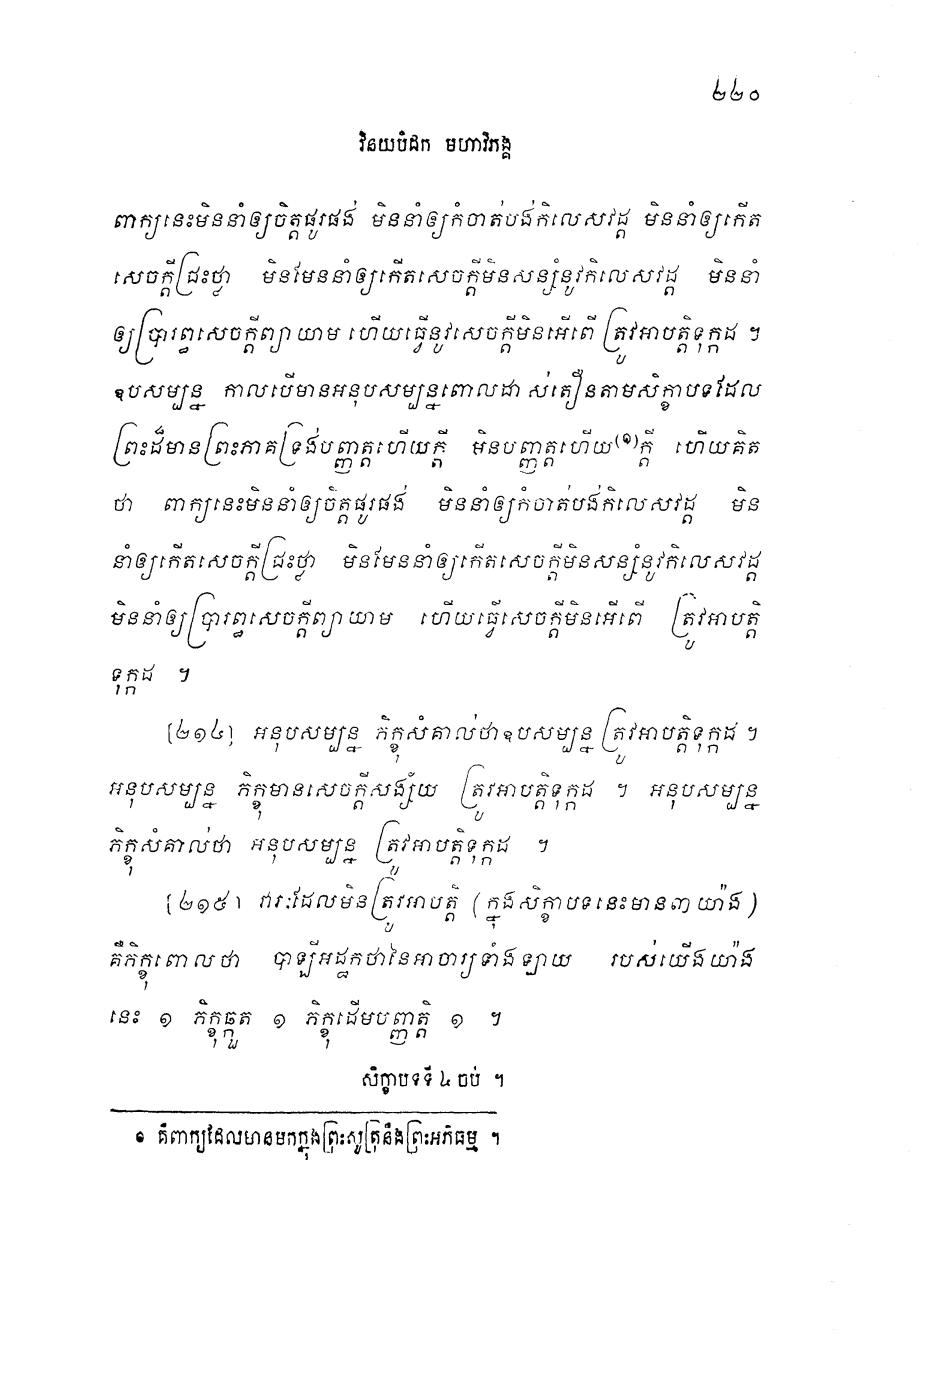 ២២០
វិនយបិដក មហាវិភង្គ
ពាក្យនេះមិននាំឲ្យចិត្តផូរផង់ មិននាំឲ្យកំចាត់បង់កិលេសវដ្ដ មិននាំឲ្យកើត
សេចក្ដីជ្រះថ្លា មិនមែននាំឲ្យកើតសេចក្ដីមិនសន្សំនូវកិលេសវដ្ដ មិននាំ
ឲ្យប្រារព្ធសេចក្ដីព្យាយាម ហើយធ្វើនូវសេចក្ដីមិនអើពើ ត្រូវអាបត្តិទុក្កដ ។
ឧបសម្បន្ន កាលបើមានអនុបសម្បន្នពោលដាស់តឿនតាមសិក្ខាបទដែល
ព្រះដ៏មានព្រះភាគទ្រង់បញ្ញត្តហើយក្ដី មិនបញ្ញត្តហើយ(១)ក្ដី ហើយគិត
ថា ពាក្យនេះមិននាំឲ្យចិត្តផូរផង់ មិននាំឲ្យកំចាត់បង់កិលេសវដ្ដ មិន
នាំឲ្យកើតសេចក្ដីជ្រះថ្លា មិនមែននាំឲ្យកើតសេចក្ដីមិនសន្សំនូវកិលេសវដ្ដ
មិននាំឲ្យប្រារព្ធសេចក្ដីព្យាយាម ហើយធ្វើសេចក្ដីមិនអើពើ ត្រូវអាបត្តិ
ទុក្កដ ។
[២១៤] អនុបសម្បន្ន ភិក្ខុសំគាល់ថាឧបសម្បន្ន ត្រូវអាបត្តិទុក្កដ ។
អនុបសម្បន្ន ភិក្ខុមានសេចក្ដីសង្ស័យ ត្រូវអាបត្តិទុក្កដ ។ អនុបសម្បន្ន
ភិក្ខុសំគាល់ថា អនុបសម្បន្ន ត្រូវអាបត្តិទុក្កដ ។
[២១៥] វារៈដែលមិនត្រូវអាបត្តិ (ក្នុងសិក្ខាបទនេះមាន៣យ៉ាង)
គឺភិក្ខុពោលថា បាឡីអដ្ឋកថានៃអាចារ្យទាំងឡាយ របស់យើងយ៉ាង
នេះ ១ ភិក្ខុឆ្កួត ១ ភិក្ខុដើមបញ្ញត្តិ ១ ។
សិក្ខាបទទី ៤ ចប់ ។
១ គឺពាក្យដែលមានមកក្នុងព្រះសូត្រនឹងព្រះអភិធម្ម ។